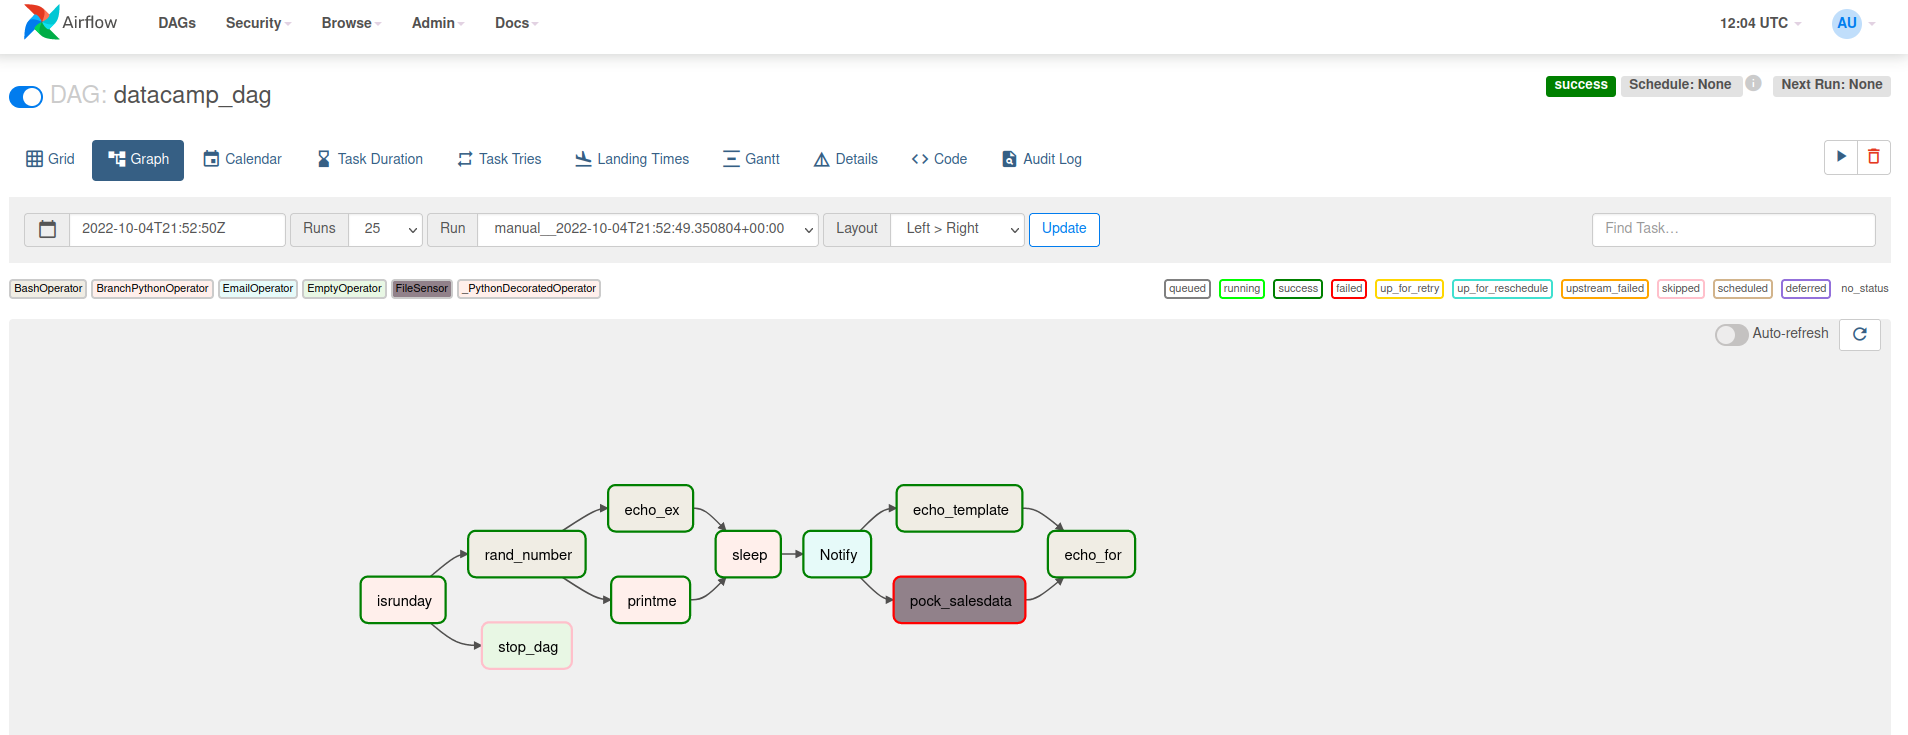 Airflow DAGs Security Browse Admin Docs 12:04 UTC AU
DAG: datacamp_dag success Schedule: None i Next Run: None
Grid Graph Calendar Task Duration Task Tries Landing Times Gantt Details Code Audit Log
2022-10-04T21:52:50Z Runs 25 Run manual__2022-10-04T21:52:49.350804+00:00 Layout Left > Right Update Find Task...
BashOperator BranchPythonOperator EmailOperator EmptyOperator FileSensor _PythonDecoratedOperator queued running success failed up_for_retry up_for_reschedule upstream_failed skipped scheduled deferred no_status
Auto-refresh
echo_ex echo_template
rand_number sleep Notify echo_for
isrunday printme pock_salesdata
stop_dag